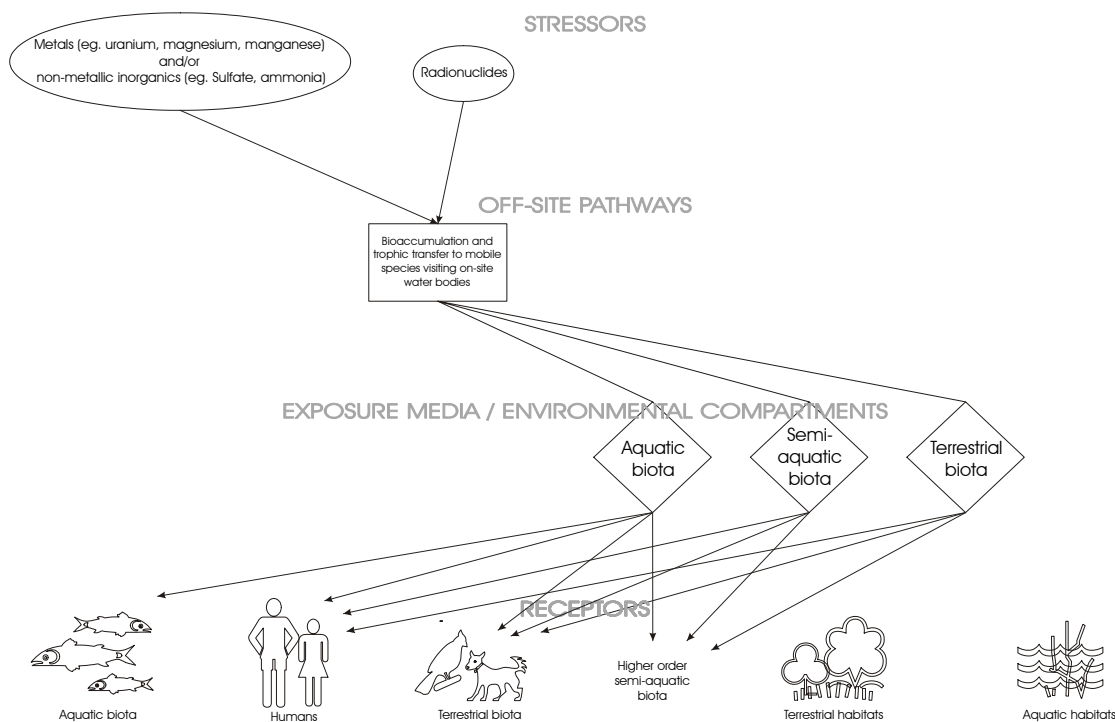 STRESSORS
Metals (eg. uranium, magnesium, manganese)
and/or
non-metallic inorganics (eg. Sulfate, ammonia)
Radionuclides
OFF-SITE PATHWAYS
Bioaccumulation and
trophic transfer to mobile
species visiting on-site
water bodies
EXPOSURE MEDIA / ENVIRONMENTAL COMPARTMENTS
Aquatic
biota
Semi-
aquatic
biota
Terrestrial
biota
RECEPTORS
Aquatic biota
Humans
Terrestrial biota
Higher order
semi-aquatic
biota
Terrestrial habitats
Aquatic habitats